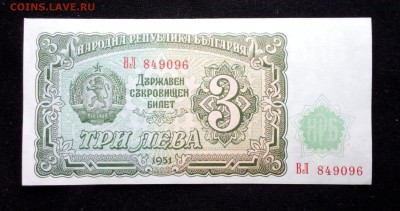 coins.lave.ru
НАРОДНА РЕПУБЛИКА БЪЛГАРИЯ
ВЛ 849096
ДЪРЖАВЕН
СЪКРОВИЩЕН
БИЛЕТ
3
ТРИ ЛЕВА
1951
НРБ
ВЛ 849096